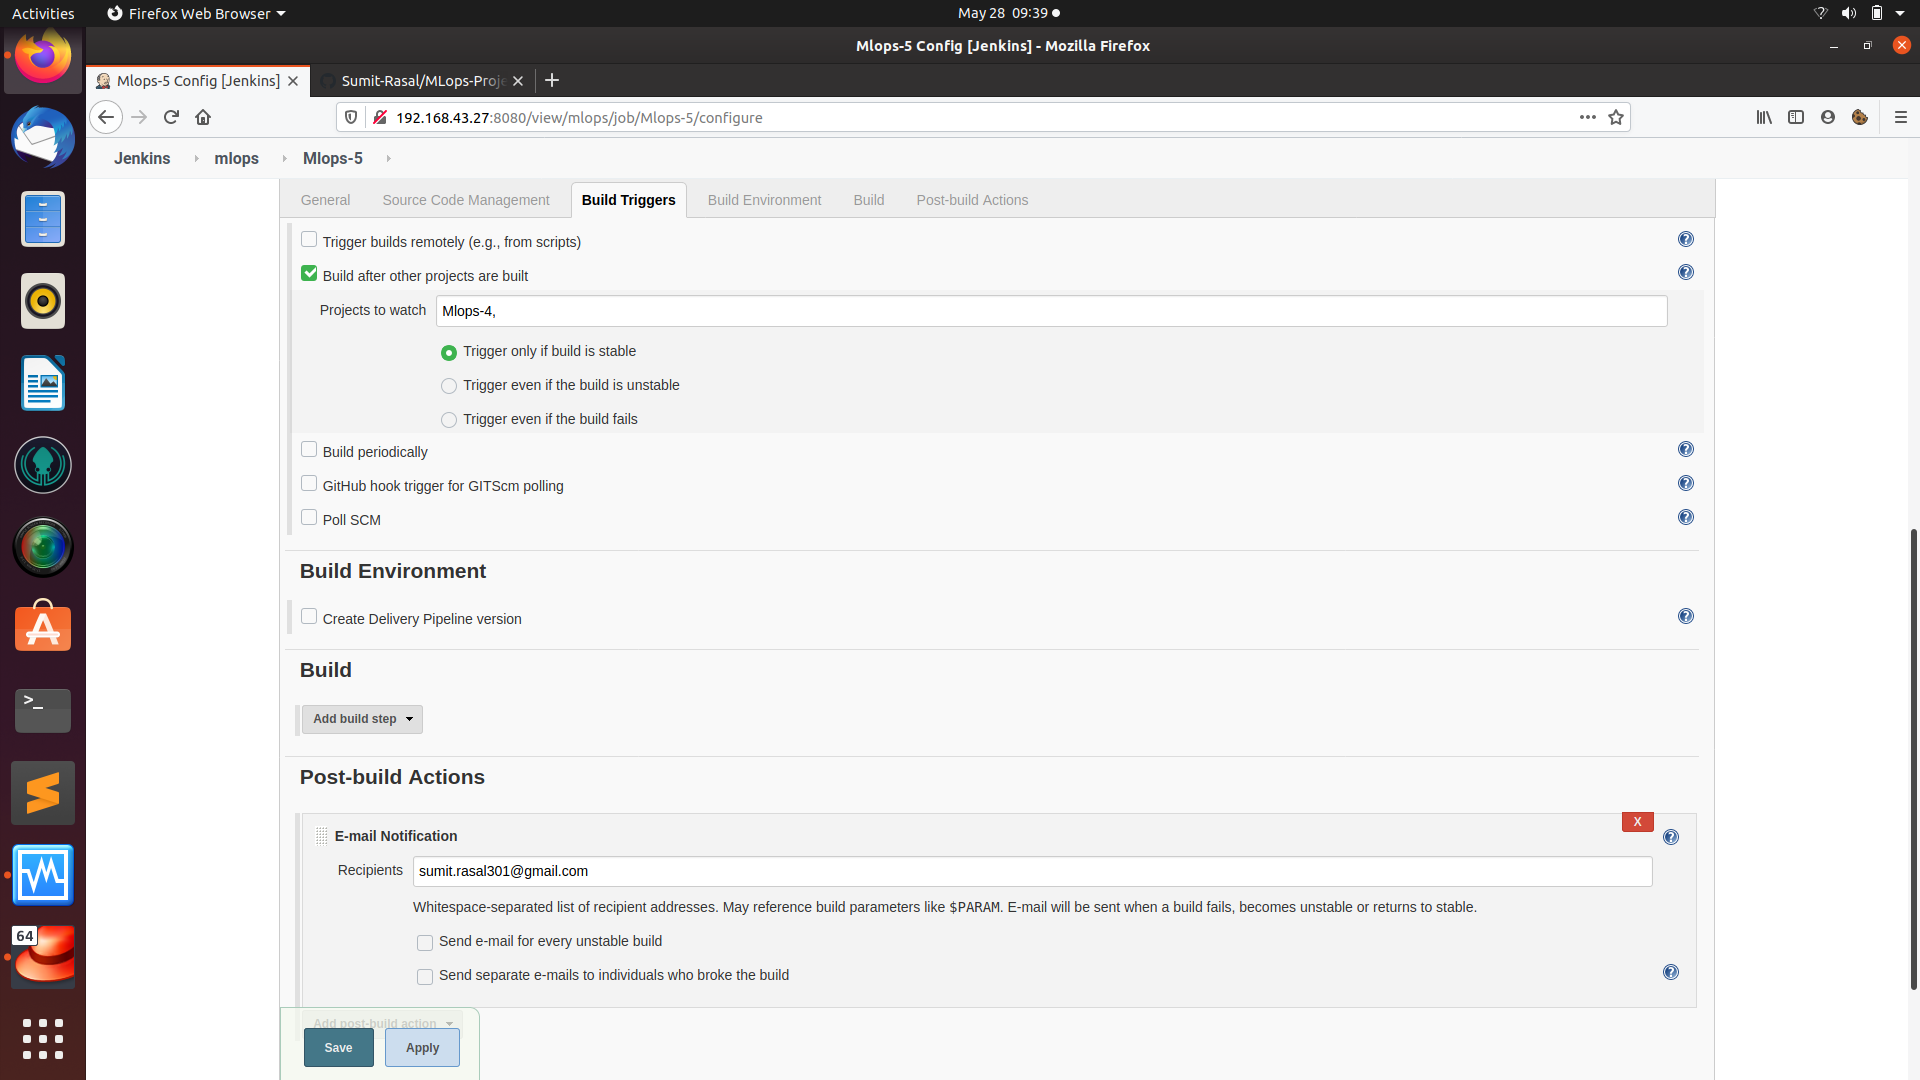 Activities
Firefox Web Browser
May 28 09:39
Mlops-5 Config [Jenkins] - Mozilla Firefox
Mlops-5 Config [Jenkins]
Sumit-Rasal/MLops-Proje
192.168.43.27:8080/view/mlops/job/Mlops-5/configure
Jenkins
mlops
Mlops-5
General
Source Code Management
Build Triggers
Build Environment
Build
Post-build Actions
Trigger builds remotely (e.g., from scripts)
Build after other projects are built
Projects to watch
Mlops-4,
Trigger only if build is stable
Trigger even if the build is unstable
Trigger even if the build fails
Build periodically
GitHub hook trigger for GITScm polling
Poll SCM
Build Environment
Create Delivery Pipeline version
Build
Add build step
Post-build Actions
X
E-mail Notification
Recipients
sumit.rasal301@gmail.com
Whitespace-separated list of recipient addresses. May reference build parameters like $PARAM. E-mail will be sent when a build fails, becomes unstable or returns to stable.
Send e-mail for every unstable build
Send separate e-mails to individuals who broke the build
64
Add post-build action
Save
Apply